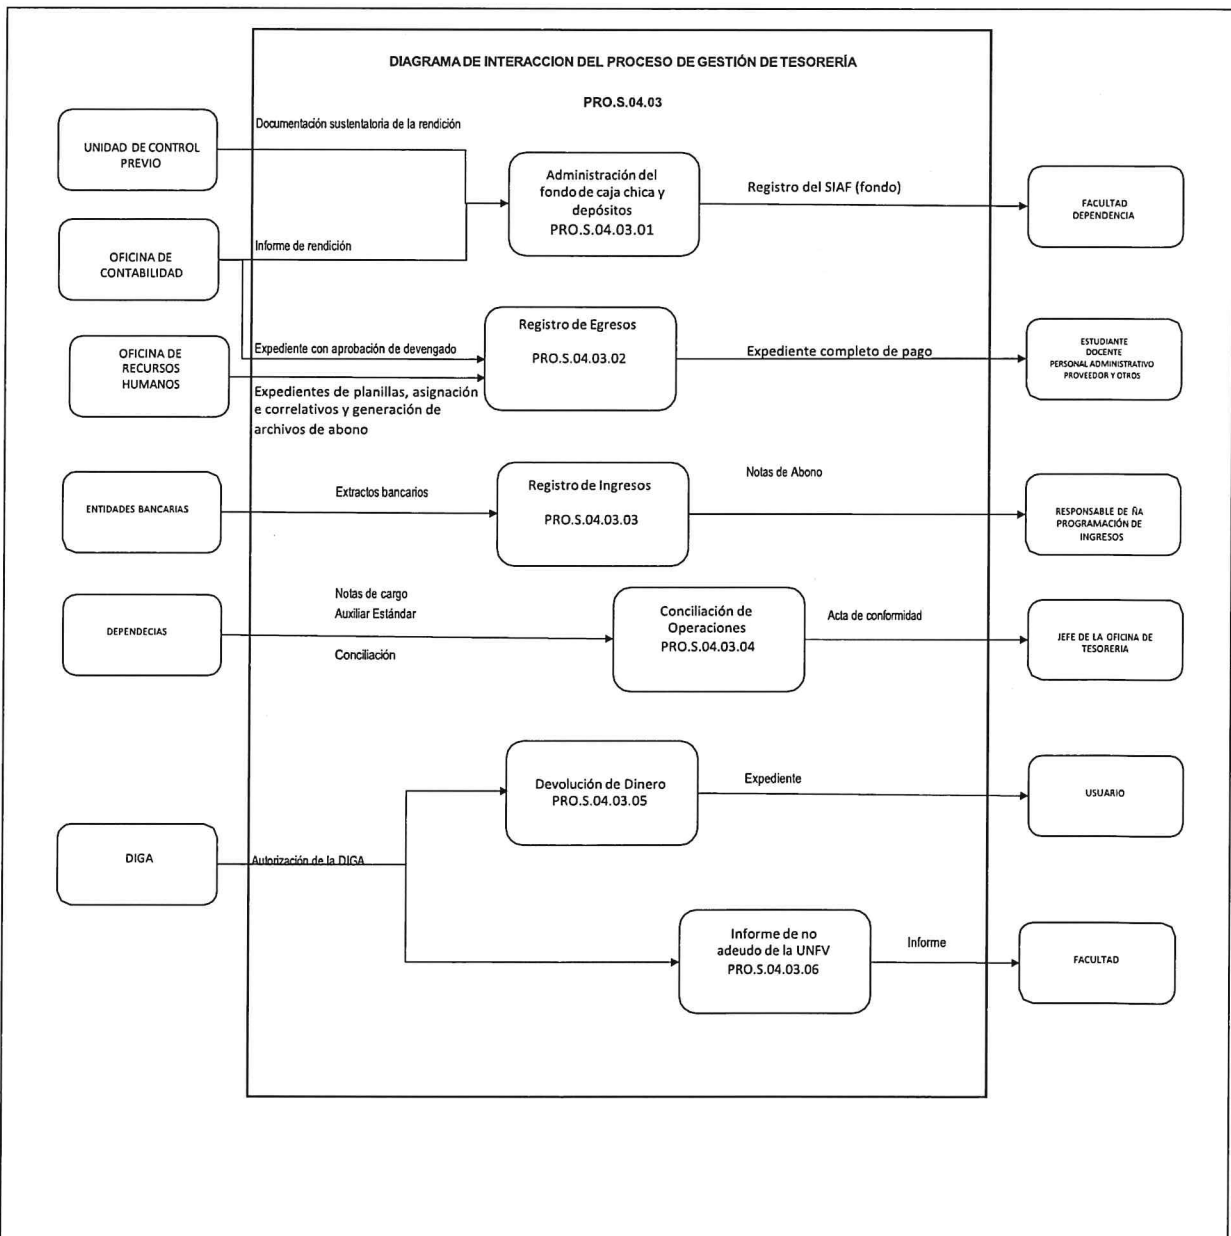 DIAGRAMA DE INTERACCION DEL PROCESO DE GESTIÓN DE TESORERÍA
PRO.S.04.03
UNIDAD DE CONTROL
PREVIO
Documentación sustentatoria de la rendición
Administración del
fondo de caja chica y
depósitos
PRO.S.04.03.01
Registro del SIAF (fondo)
FACULTAD
DEPENDENCIA
OFICINA DE
CONTABILIDAD
Informe de rendición
OFICINA DE
RECURSOS
HUMANOS
Expediente con aprobación de devengado
Expedientes de planillas, asignación
e correlativos y generación de
archivos de abono
Registro de Egresos
PRO.S.04.03.02
Expediente completo de pago
ESTUDIANTE
DOCENTE
PERSONAL ADMINISTRATIVO
PROVEEDOR Y OTROS
ENTIDADES BANCARIAS
Extractos bancarios
Registro de Ingresos
PRO.S.04.03.03
Notas de Abono
RESPONSABLE DE ÑA
PROGRAMACIÓN DE
INGRESOS
DEPENDECIAS
Notas de cargo
Auxiliar Estándar
Conciliación
Conciliación de
Operaciones
PRO.S.04.03.04
Acta de conformidad
JEFE DE LA OFICINA DE
TESORERIA
Devolución de Dinero
PRO.S.04.03.05
Expediente
USUARIO
DIGA
Autorización de la DIGA
Informe de no
adeudo de la UNFV
PRO.S.04.03.06
Informe
FACULTAD